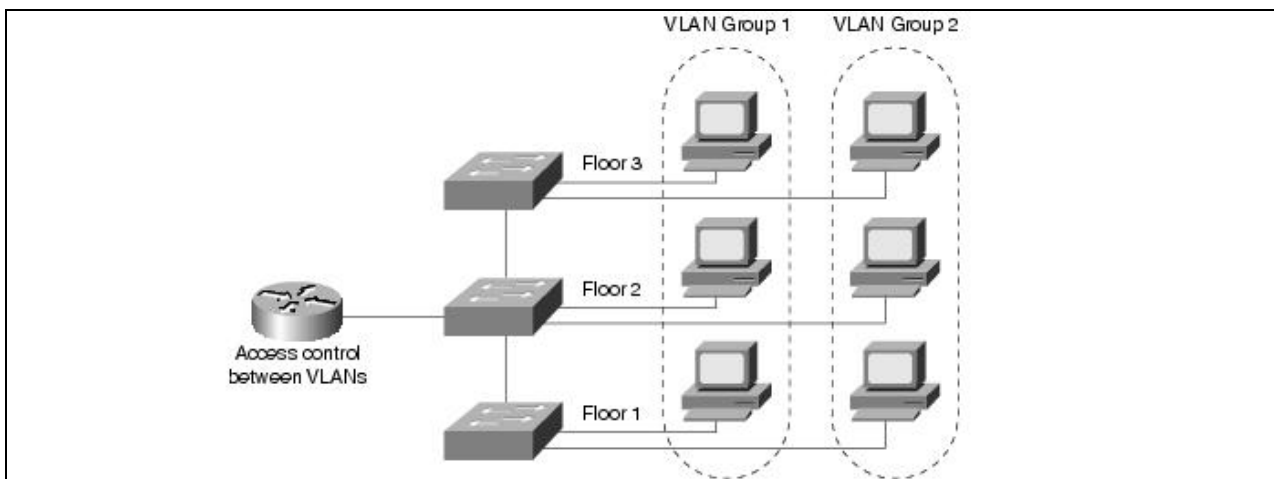 VLAN Group 1
VLAN Group 2
Floor 3
Floor 2
Access control
between VLANs
Floor 1